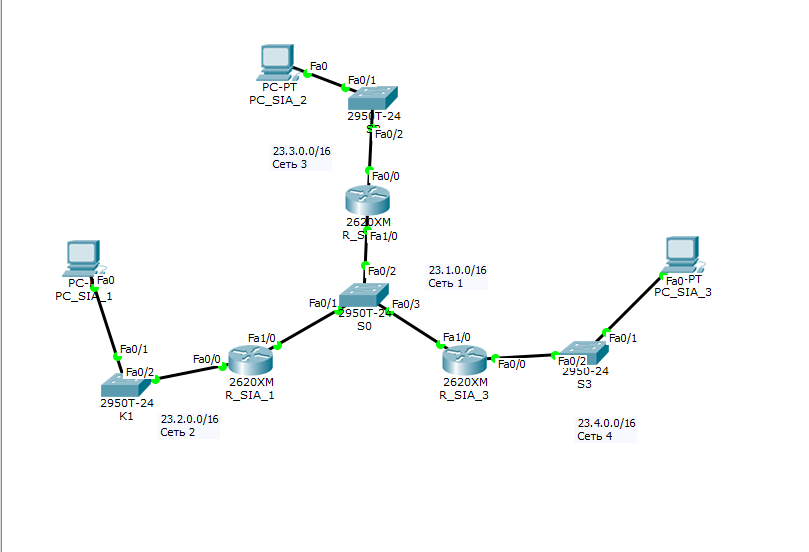 Fa0
PC-PT
PC_SIA_2
Fa0/1
2950T-24
Fa0/2
23.3.0.0/16
Сеть 3
Fa0/0
2620XM
Fa1/0
Fa0/2
23.1.0.0/16
Сеть 1
Fa0/1
Fa0/3
2950T-24
S0
Fa0
PC_SIA_1
Fa0/1
Fa0/2
2950T-24
K1
23.2.0.0/16
Сеть 2
Fa1/0
Fa0/0
2620XM
R_SIA_1
Fa1/0
Fa0/0
2620XM
R_SIA_3
Fa0
-PT
PC_SIA_3
Fa0/1
Fa0/2
2950-24
S3
23.4.0.0/16
Сеть 4